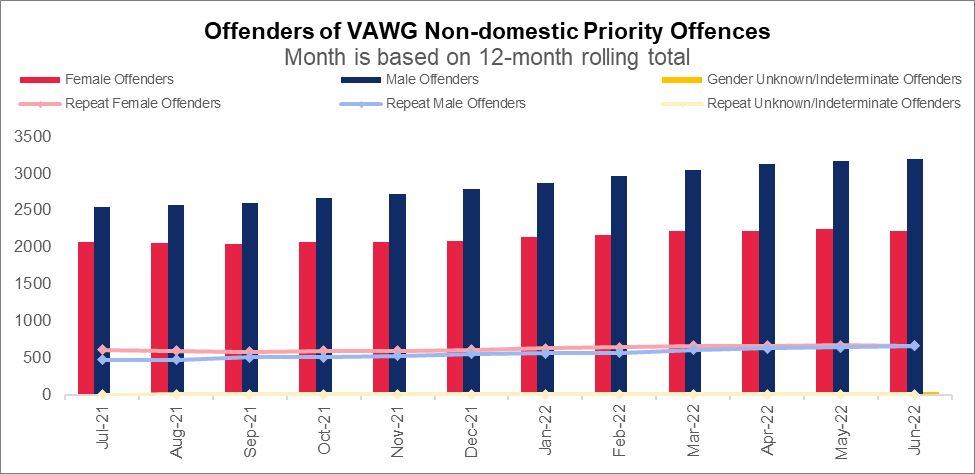 Offenders of VAWG Non-domestic Priority Offences
Month is based on 12-month rolling total
Female Offenders
Male Offenders
Gender Unknown/Indeterminate Offenders
Repeat Female Offenders
Repeat Male Offenders
Repeat Unknown/Indeterminate Offenders
3500
3000
2500
2000
1500
1000
500
0
Jul-21
Aug-21
Sep-21
Oct-21
Nov-21
Dec-21
Jan-22
Feb-22
Mar-22
Apr-22
May-22
Jun-22